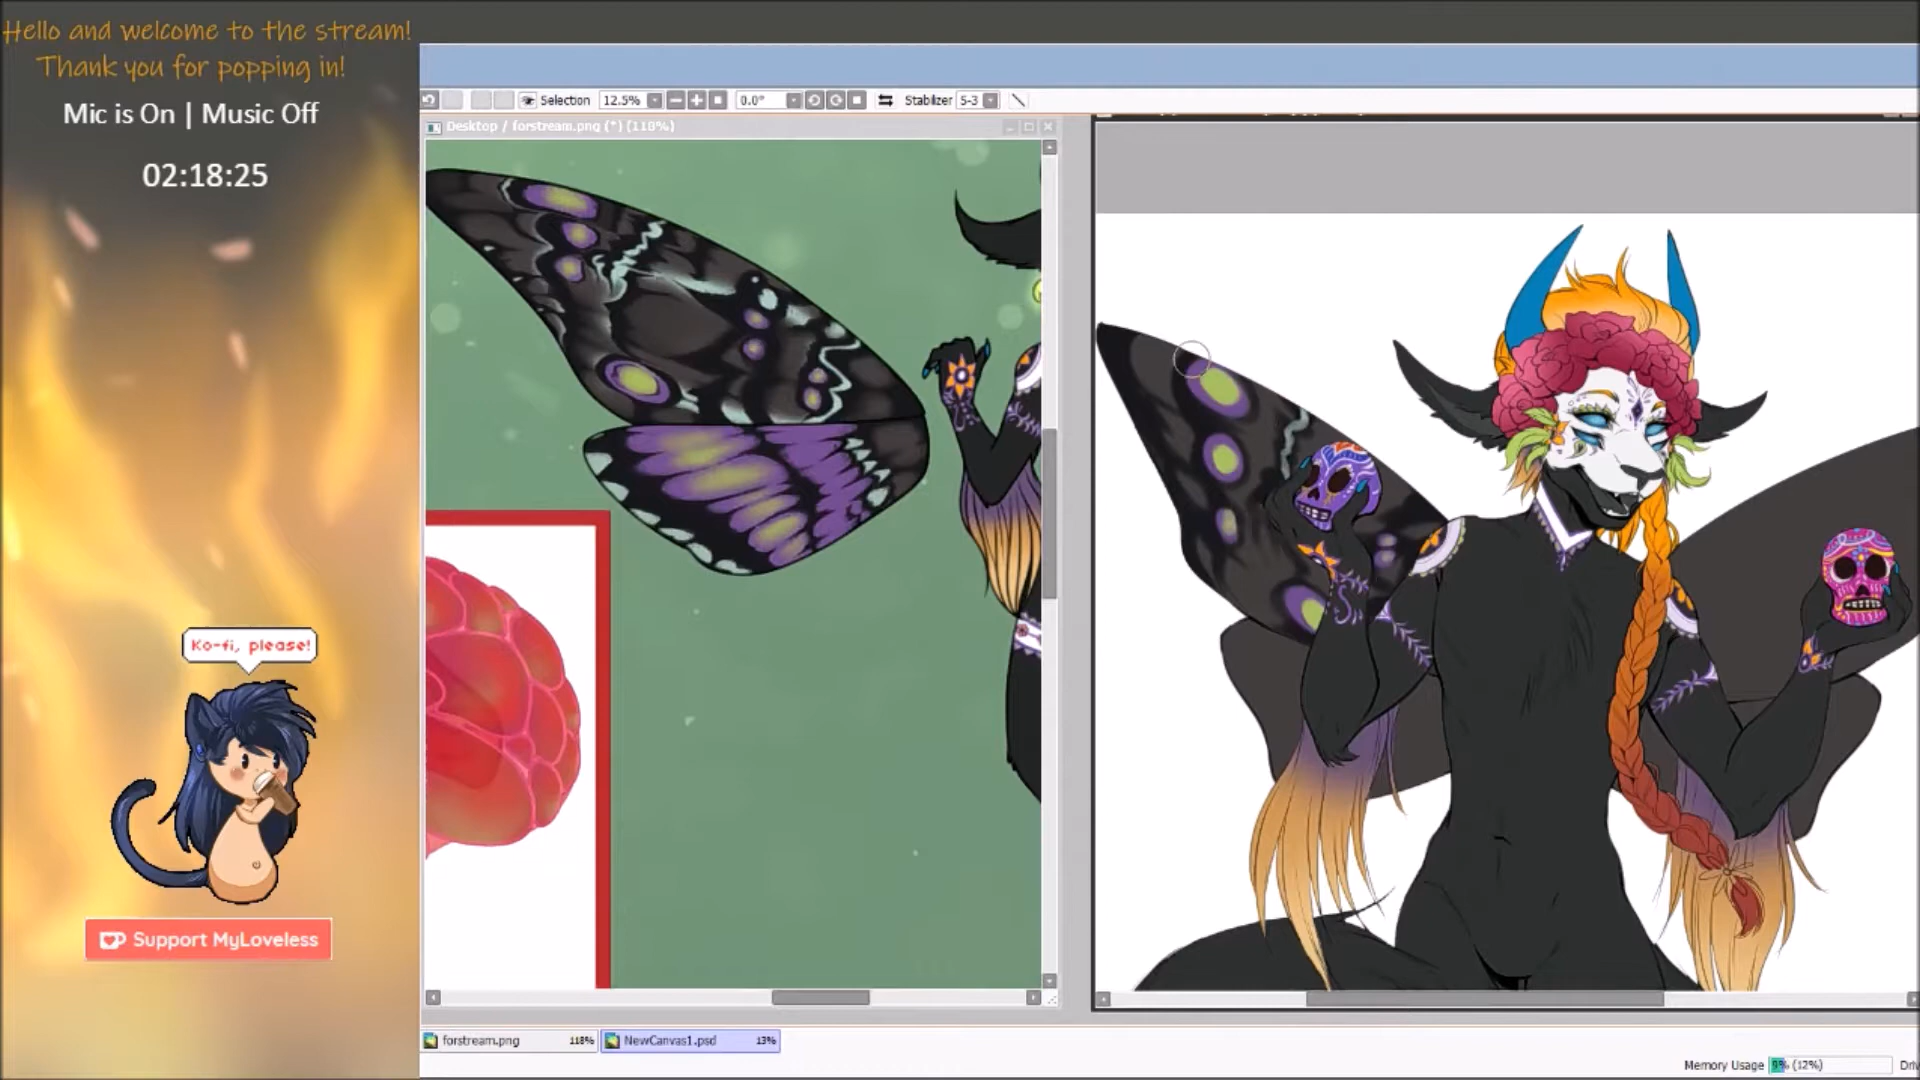 Hello and welcome to the stream!
Thank you for popping in!
Mic is On | Music Off
02:18:25
Ko-fi, please!
Support MyLoveless
Selection 12.5% 0.0° Stabilizer S-3
Desktop / forstream.png (*) (118%)
forstream.png 118% NewCanvas1.psd 13%
Memory Usage 9% (12%)